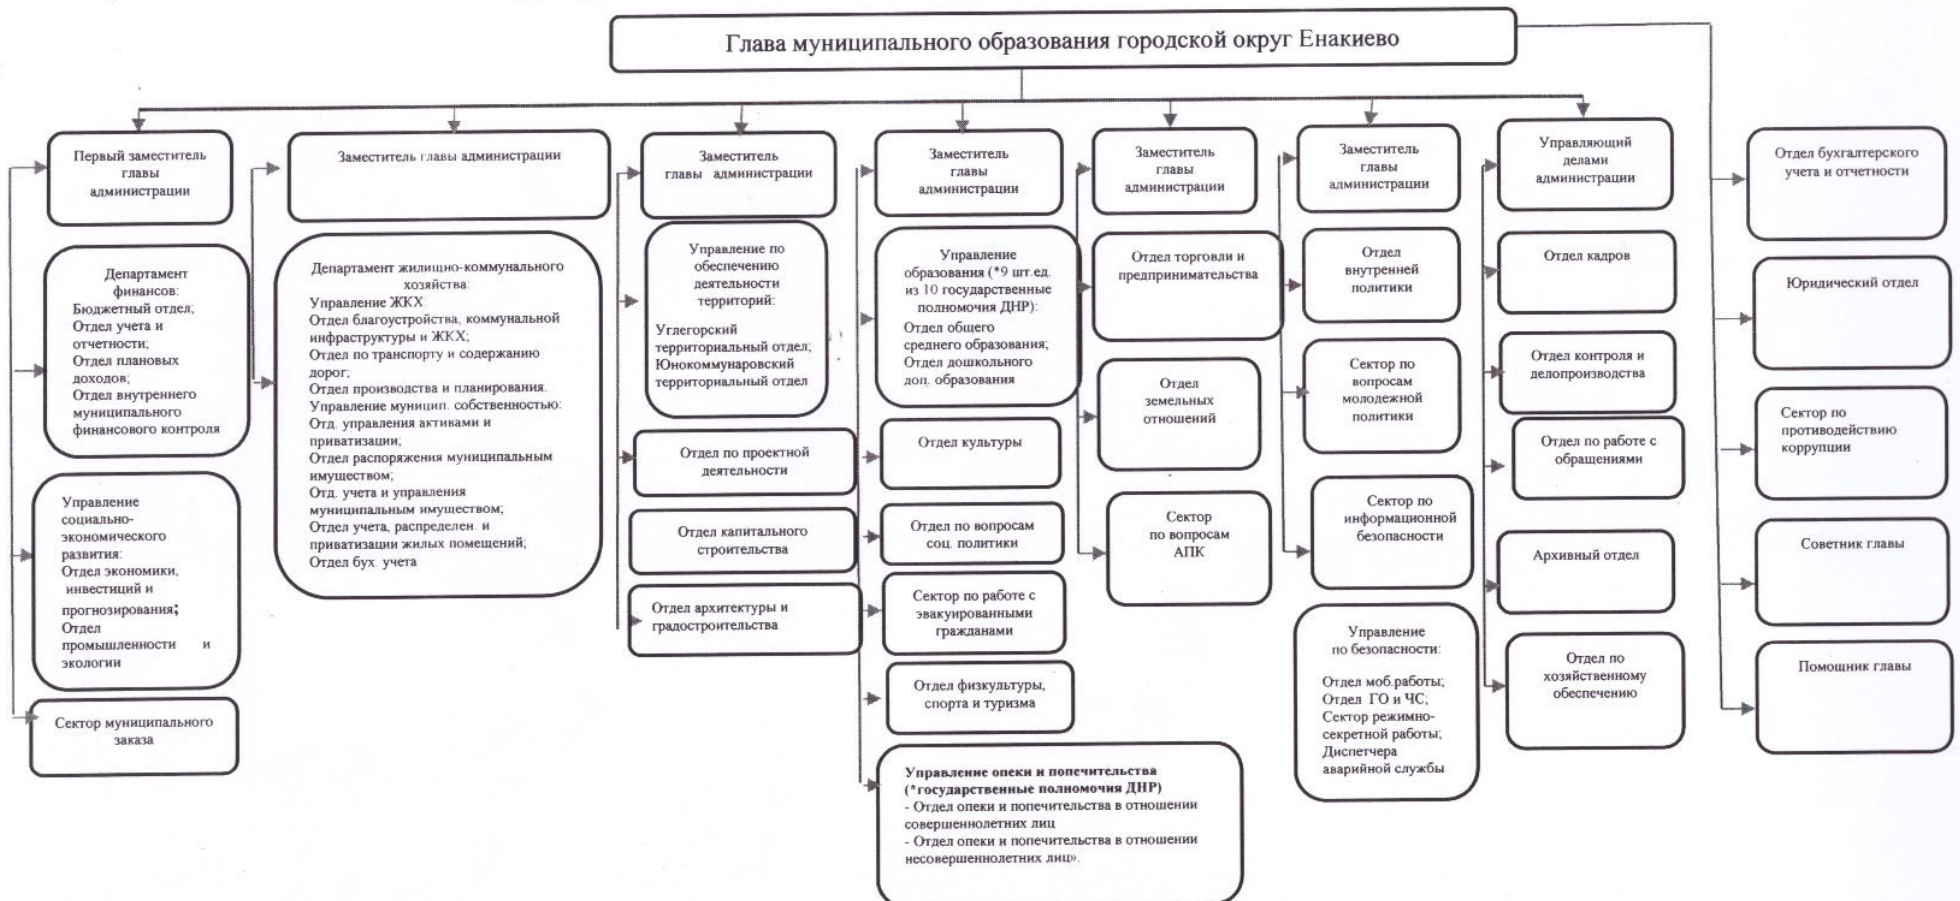 Глава муниципального образования городской округ Енакиево
Первый заместитель
главы
администрации
Департамент
финансов:
Бюджетный отдел;
Отдел учета и
отчетности;
Отдел плановых
доходов;
Отдел внутреннего
муниципального
финансового контроля
Управление
социально-
экономического
развития:
Отдел экономики,
инвестиций и
прогнозирования;
Отдел
промышленности и
экологии
Сектор муниципального
заказа
Заместитель главы администрации
Департамент жилищно-коммунального
хозяйства:
Управление ЖКХ
Отдел благоустройства, коммунальной
инфраструктуры и ЖКХ;
Отдел по транспорту и содержанию
дорог;
Отдел производства и планирования.
Управление муницип. собственностью:
Отд. управления активами и
приватизации;
Отдел распоряжения муниципальным
имуществом;
Отд. учета и управления
муниципальным имуществом;
Отдел учета, распределен. и
приватизации жилых помещений;
Отдел бух. учета
Заместитель
главы администрации
Управление по
обеспечению
деятельности
территорий:
Углегорский
территориальный отдел;
Юнокоммунаровский
территориальный отдел
Отдел по проектной
деятельности
Отдел капитального
строительства
Отдел архитектуры и
градостроительства
Заместитель
главы
администрации
Управление
образования (*9 шт.ед.
из 10 государственные
полномочия ДНР):
Отдел общего
среднего образования;
Отдел дошкольного
доп. образования
Отдел культуры
Отдел по вопросам
соц. политики
Сектор по работе с
эвакуированными
гражданами
Отдел физкультуры,
спорта и туризма
Управление опеки и попечительства
(*государственные полномочия ДНР)
- Отдел опеки и попечительства в отношении
совершеннолетних лиц
- Отдел опеки и попечительства в отношении
несовершеннолетних лиц».
Заместитель
главы
администрации
Отдел торговли и
предпринимательства
Отдел
земельных
отношений
Сектор
по вопросам
АПК
Заместитель
главы
администрации
Отдел
внутренней
политики
Сектор по
вопросам
молодежной
политики
Сектор по
информационной
безопасности
Управление
по безопасности:
Отдел моб.работы;
Отдел ГО и ЧС;
Сектор режимно-
секретной работы;
Диспетчера
аварийной службы
Управляющий
делами
администрации
Отдел кадров
Отдел контроля и
делопроизводства
Отдел по работе с
обращениями
Архивный отдел
Отдел по
хозяйственному
обеспечению
Отдел бухгалтерского
учета и отчетности
Юридический отдел
Сектор по
противодействию
коррупции
Советник главы
Помощник главы